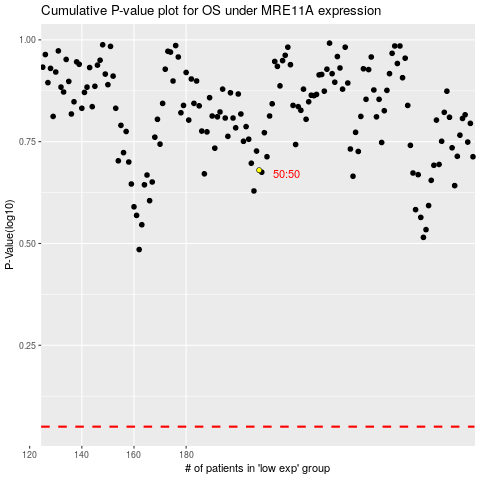 Cumulative P-value plot for OS under MRE11A expression
P-Value(log10)
1.00
0.75
0.50
0.25
50:50
120 140 160 180
# of patients in 'low exp' group